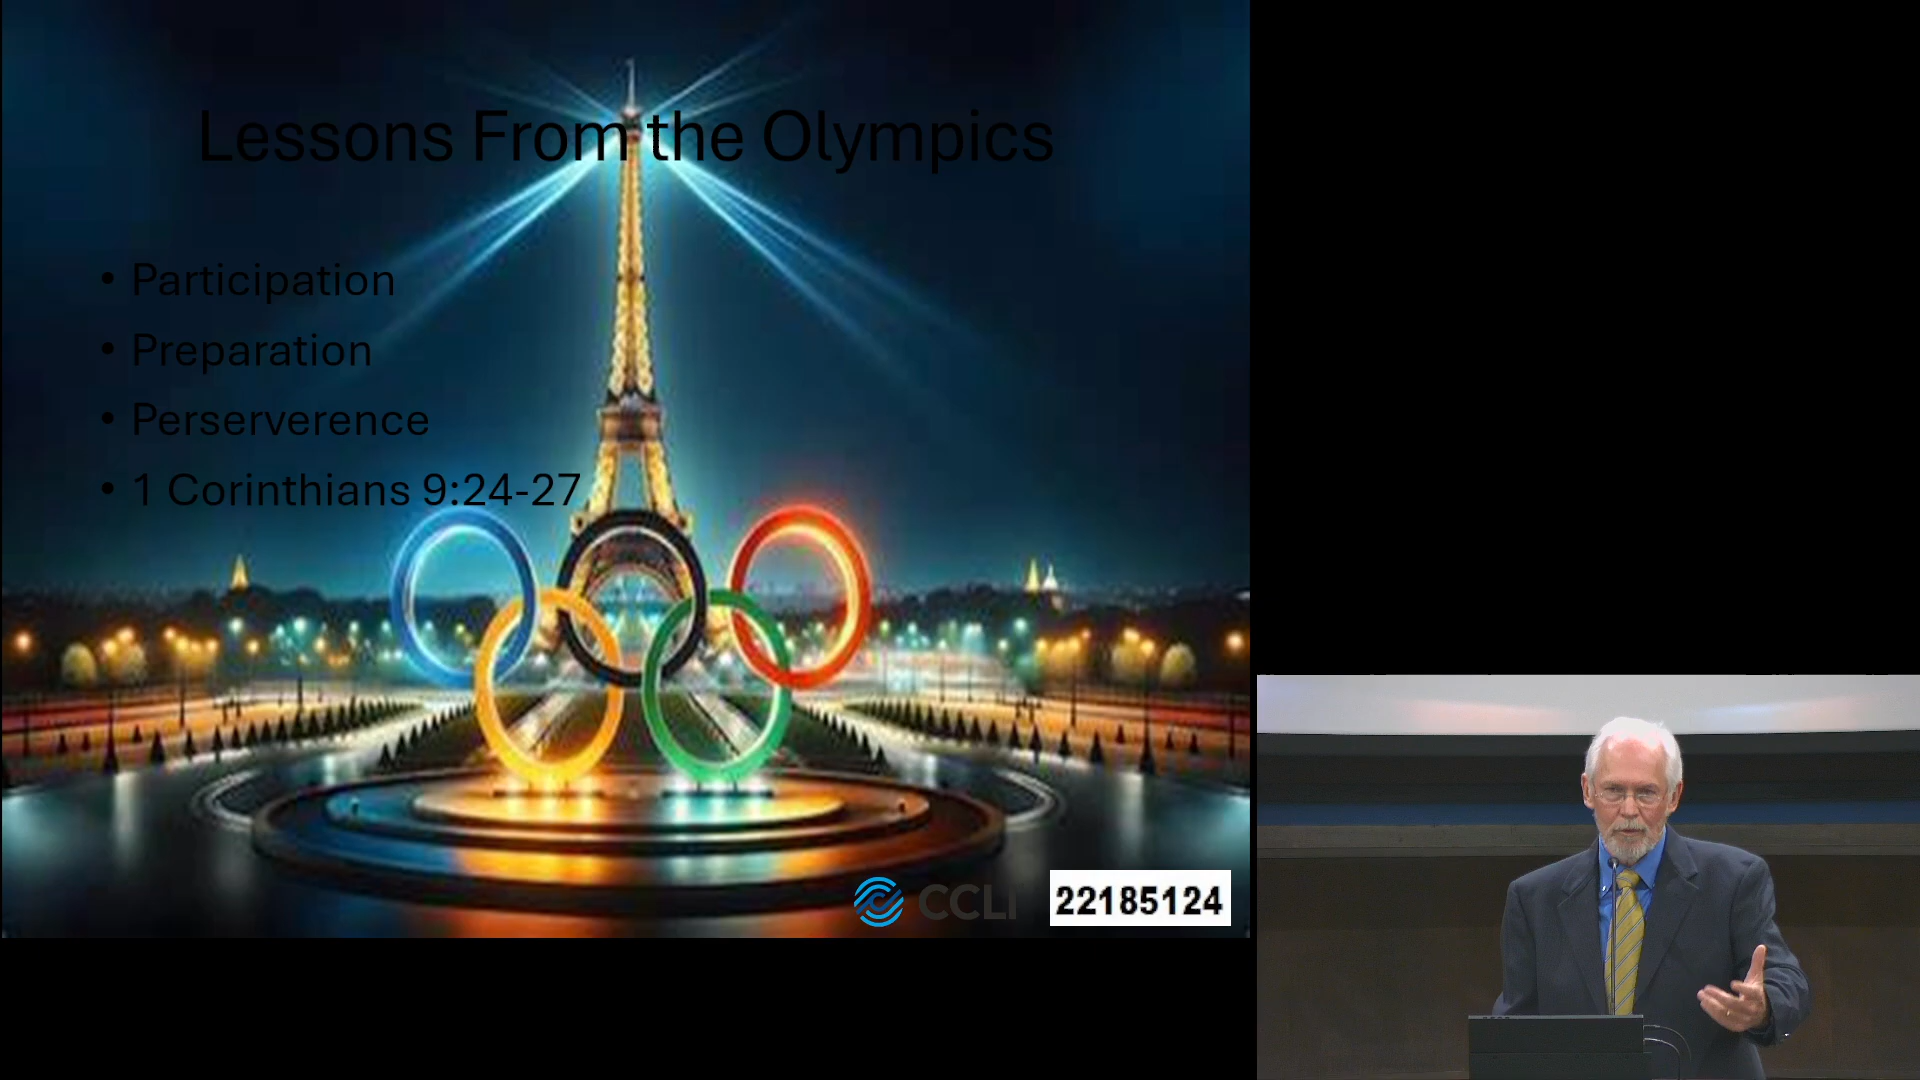 Lessons From the Olympics
• Participation
• Preparation
• Perserverence
• 1 Corinthians 9:24-27
CCLI
22185124